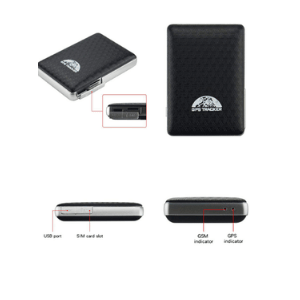 GPS TRACKER
USB port
SIM card slot
GSM
indicator
GPS
indicator